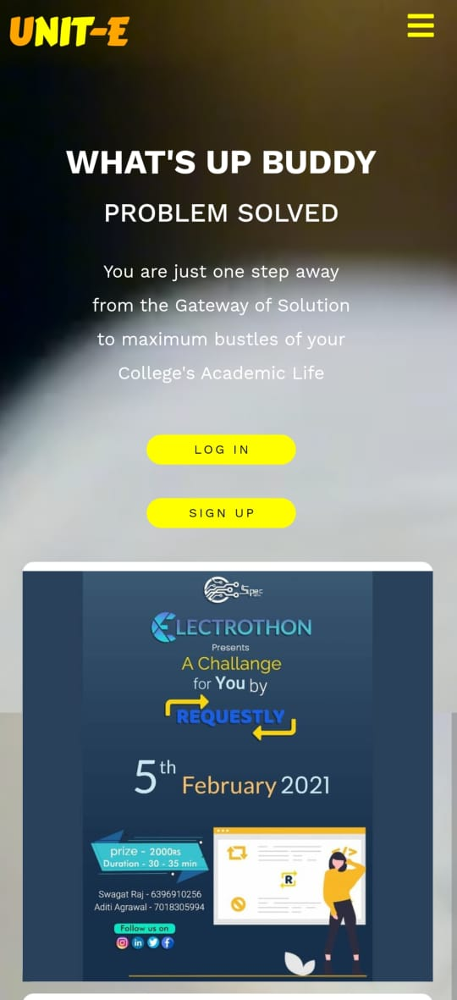 UNIT-E
WHAT'S UP BUDDY
PROBLEM SOLVED
You are just one step away
from the Gateway of Solution
to maximum bustles of your
College's Academic Life
LOG IN
SIGN UP
Spec
ELECTROTHON
Presents
A Challange
for You by
REQUESTLY
5th February 2021
prize - 2000RS
Duration - 30 - 35 min
</>
R
Swagat Raj - 6396910256
Aditi Agrawal - 7018305994
Follow us on